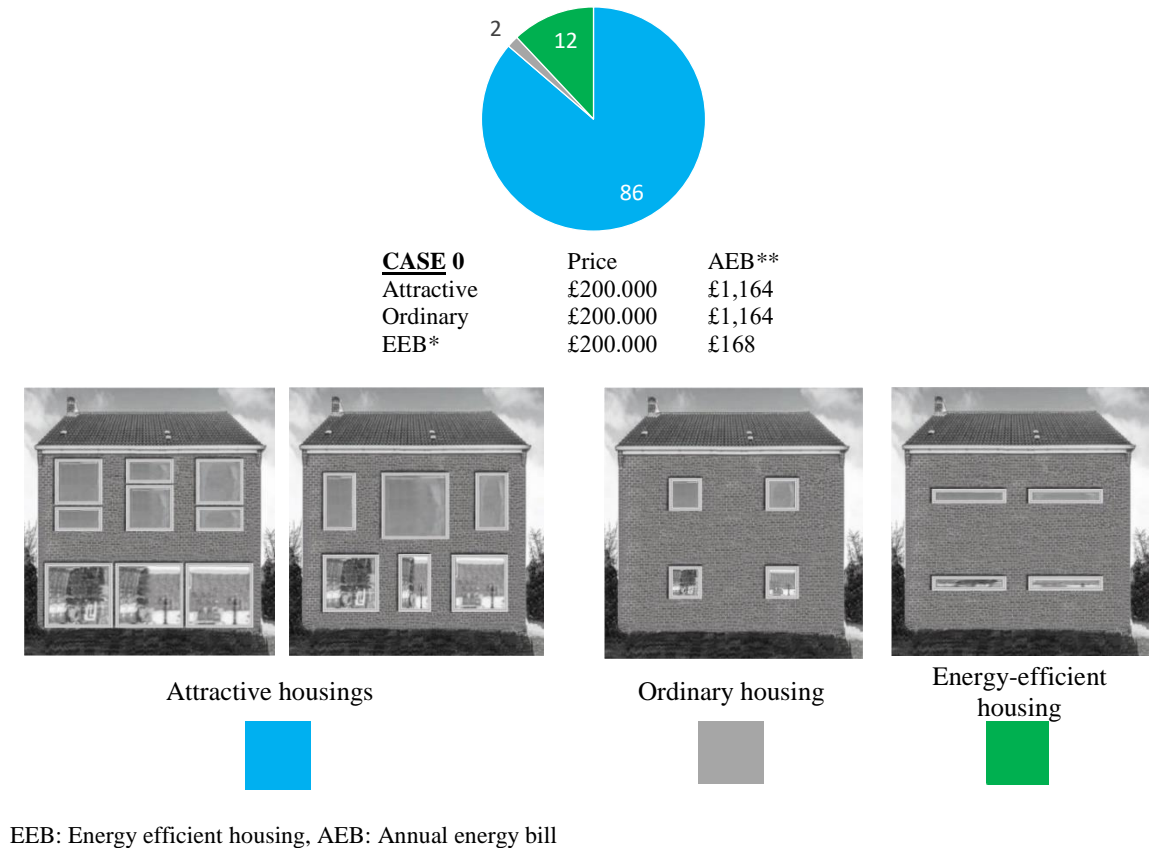 2
12
86
CASE 0 Price AEB**
Attractive £200.000 £1,164
Ordinary £200.000 £1,164
EEB* £200.000 £168
Attractive housings
Ordinary housing
Energy-efficient
housing
EEB: Energy efficient housing, AEB: Annual energy bill